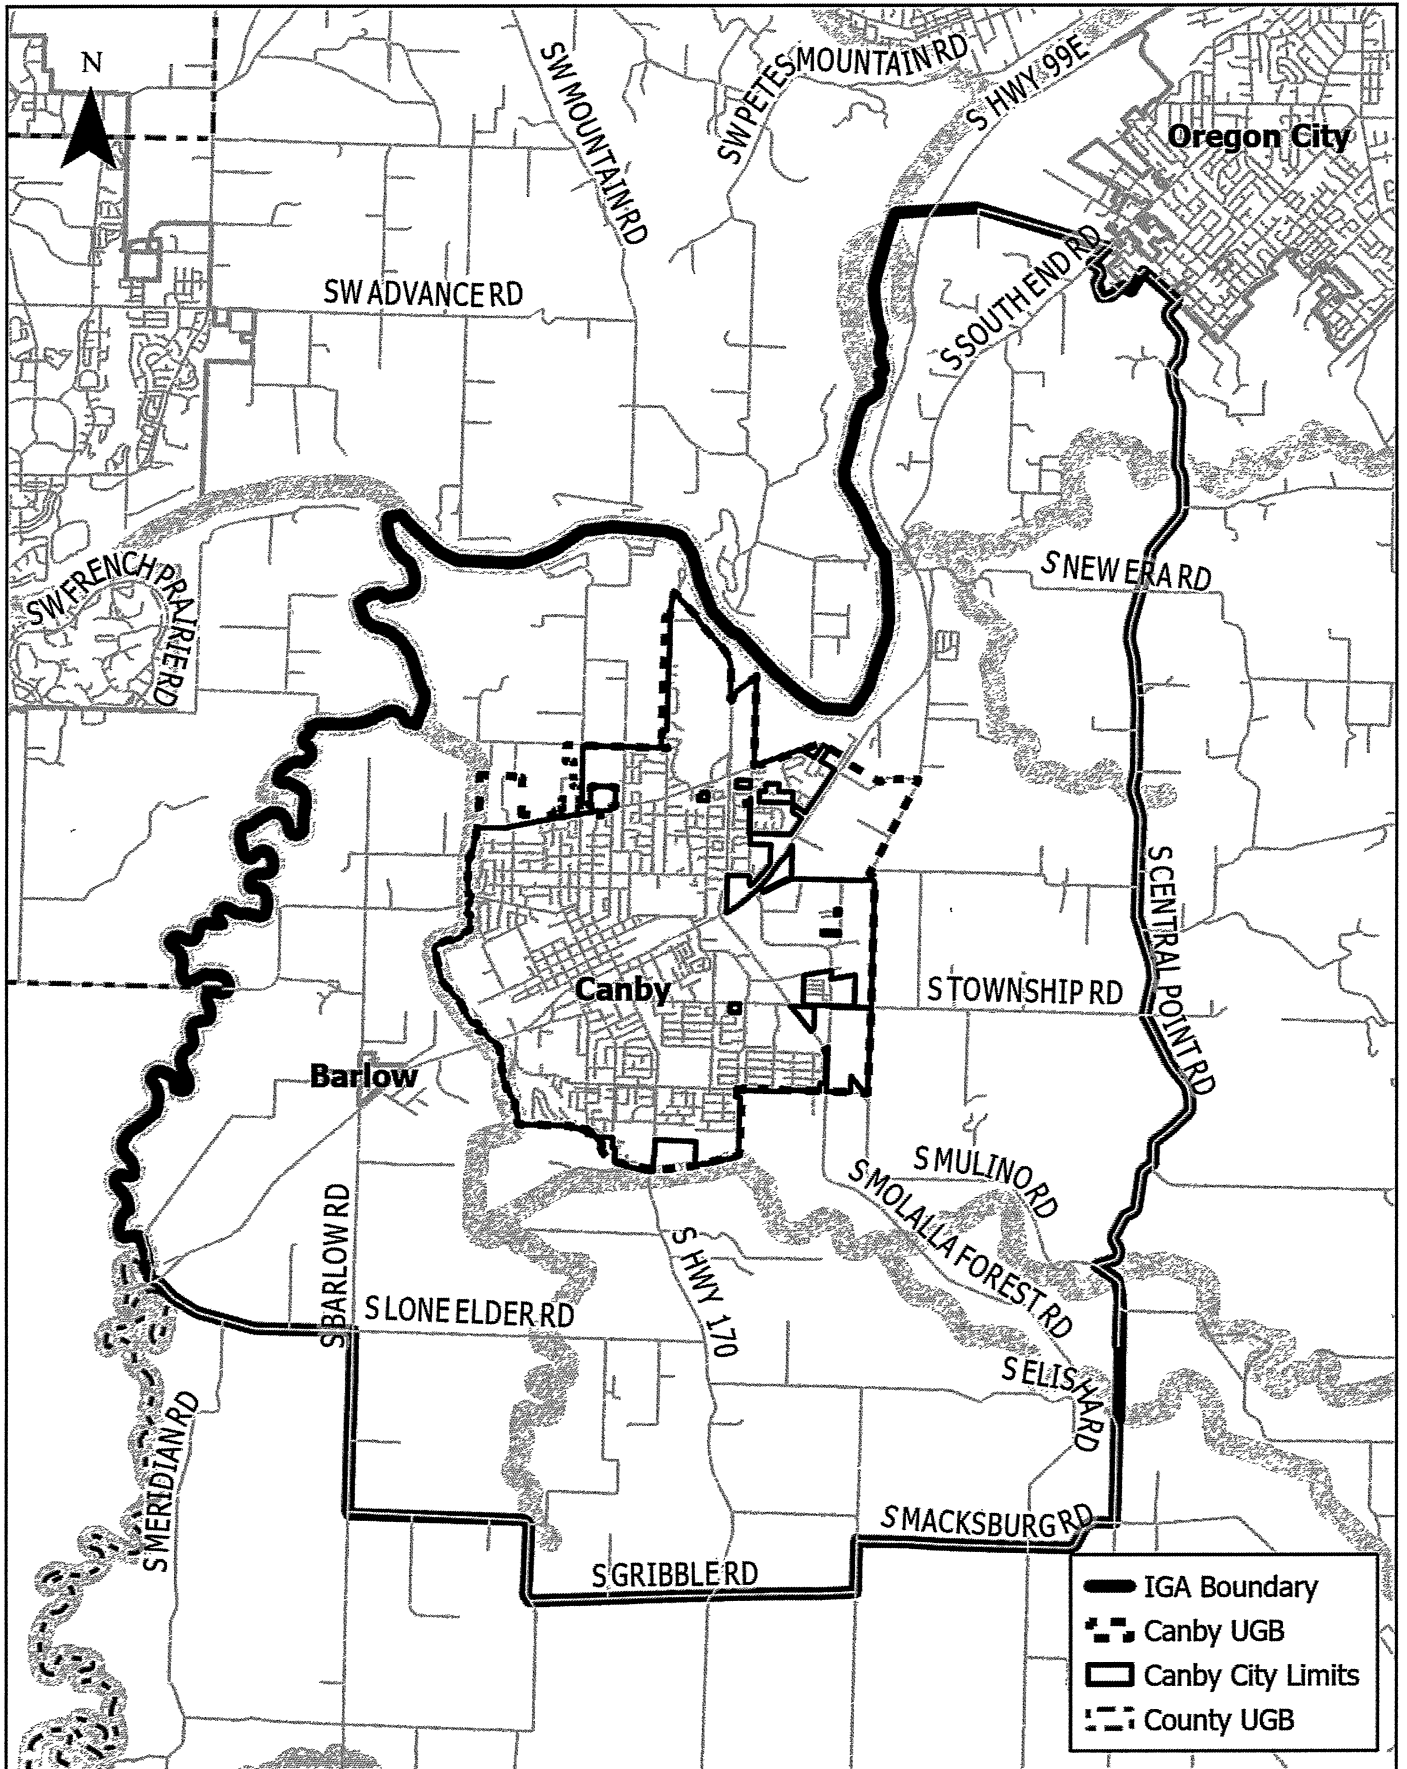 N
SW MOUNTAIN RD
SW PETES MOUNTAIN RD
S HWY 99E
Oregon City
SW ADVANCE RD
S SOUTH END RD
S NEW ERA RD
SW FRENCH PRAIRIE RD
S CENTRAL POINT RD
Canby
S TOWNSHIP RD
Barlow
S MULINO RD
S MOLALLA FOREST RD
S BARLOW RD
S HWY 170
S LONE ELDER RD
S ELISHA RD
S MERIDIAN RD
S MACKSBURG RD
S GRIBBLE RD
IGA Boundary
Canby UGB
Canby City Limits
County UGB